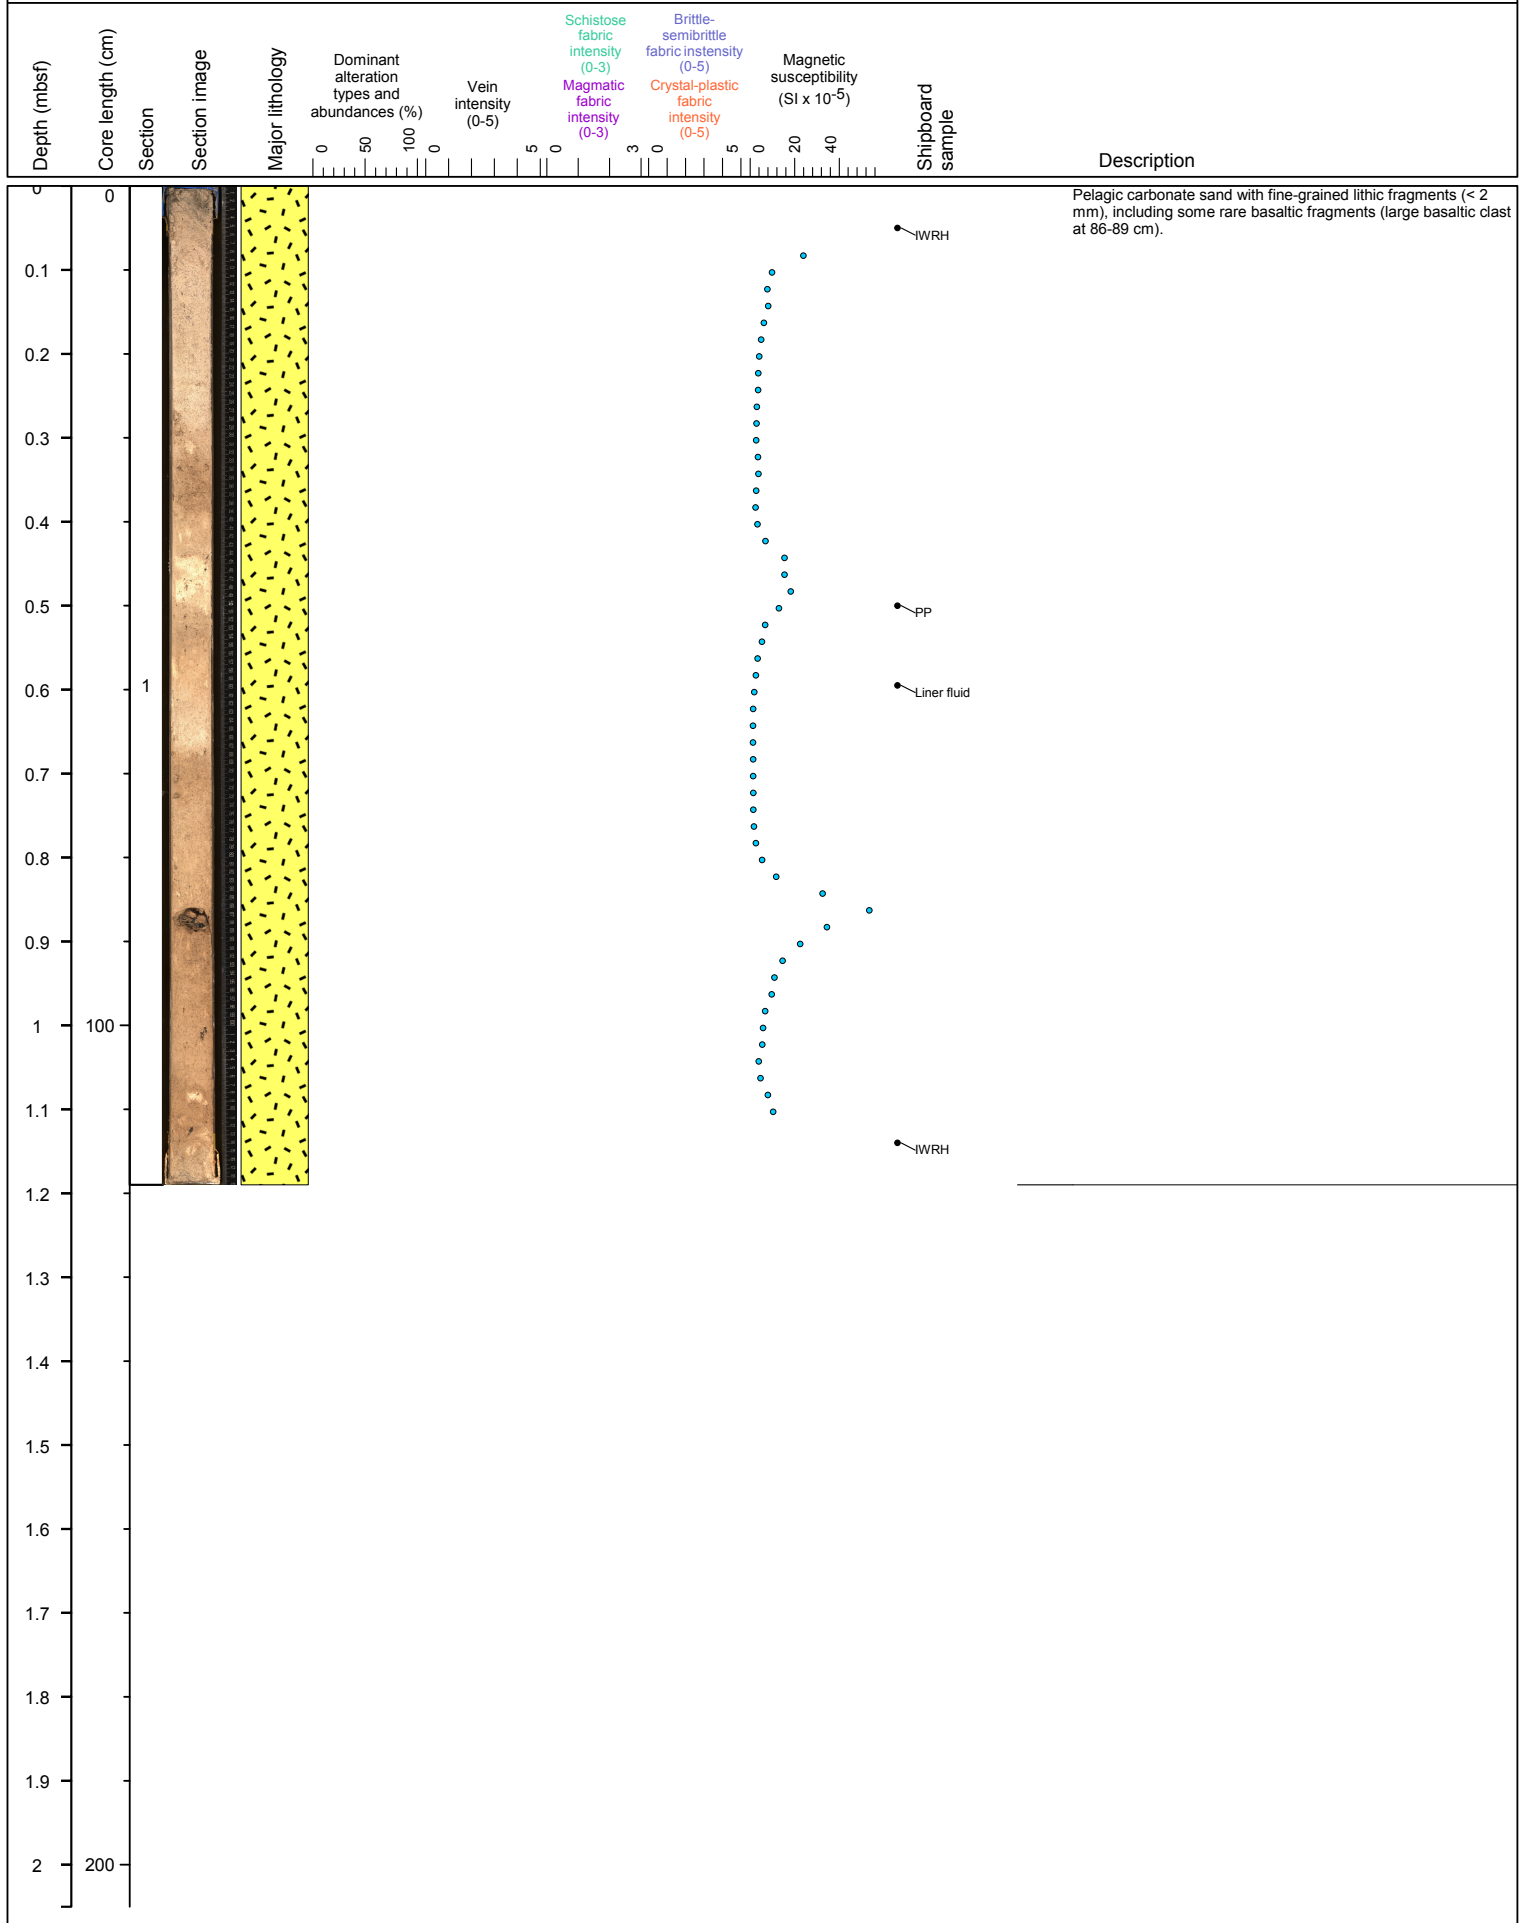 Depth (mbsf)
Core length (cm)
Section
Section image
Major lithology
Dominant
alteration
types and
abundances (%)
0 50 100
Vein
intensity
(0-5)
0 5
Schistose
fabric
intensity
(0-3)
Magmatic
fabric
intensity
(0-3)
0 3
Brittle-
semibrittle
fabric instensity
(0-5)
Crystal-plastic
fabric
intensity
(0-5)
0 5
Magnetic
susceptibility
(SI x 10-5)
0 20 40
Shipboard
sample
Description
0 0
Pelagic carbonate sand with fine-grained lithic fragments (< 2
mm), including some rare basaltic fragments (large basaltic clast
at 86-89 cm).
IWRH
0.1
0.2
0.3
0.4
0.5
PP
0.6
1
Liner fluid
0.7
0.8
0.9
1 100
1.1
IWRH
1.2
1.3
1.4
1.5
1.6
1.7
1.8
1.9
2 200